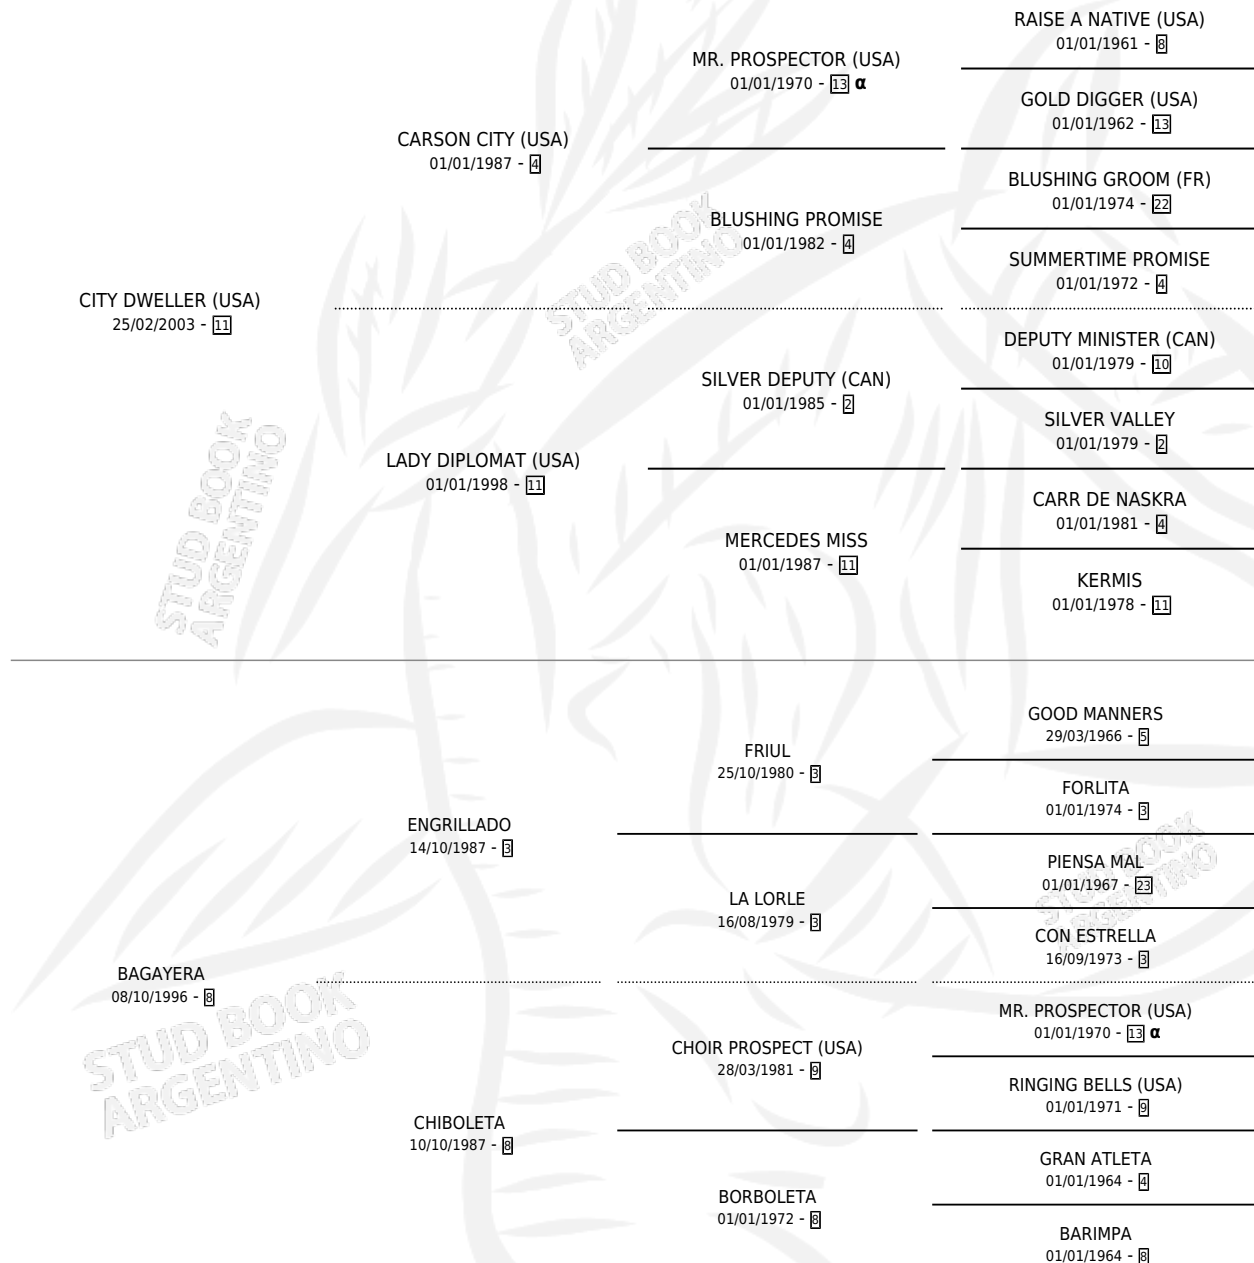 RAISE A NATIVE (USA)
01/01/1961 - 8
MR. PROSPECTOR (USA)
01/01/1970 - 13 α
GOLD DIGGER (USA)
01/01/1962 - 13
CARSON CITY (USA)
01/01/1987 - 4
BLUSHING GROOM (FR)
01/01/1974 - 22
BLUSHING PROMISE
01/01/1982 - 4
SUMMERTIME PROMISE
01/01/1972 - 4
CITY DWELLER (USA)
25/02/2003 - 11
DEPUTY MINISTER (CAN)
01/01/1979 - 10
SILVER DEPUTY (CAN)
01/01/1985 - 2
SILVER VALLEY
01/01/1979 - 2
LADY DIPLOMAT (USA)
01/01/1998 - 11
CARR DE NASKRA
01/01/1981 - 4
MERCEDES MISS
01/01/1987 - 11
KERMIS
01/01/1978 - 11
GOOD MANNERS
29/03/1966 - 5
FRIUL
25/10/1980 - 3
FORLITA
01/01/1974 - 3
ENGRILLADO
14/10/1987 - 3
PIENSA MAL
01/01/1967 - 23
LA LORLE
16/08/1979 - 3
CON ESTRELLA
16/09/1973 - 3
BAGAYERA
08/10/1996 - 8
MR. PROSPECTOR (USA)
01/01/1970 - 13 α
CHOIR PROSPECT (USA)
28/03/1981 - 9
RINGING BELLS (USA)
01/01/1971 - 9
CHIBOLETA
10/10/1987 - 8
GRAN ATLETA
01/01/1964 - 4
BORBOLETA
01/01/1972 - 8
BARIMPA
01/01/1964 - 8
STUD BOOK
ARGENTINO
STUD BOOK
ARGENTINO
STUD BOOK
ARGENTINO
STUD BOOK
ARGENTINO